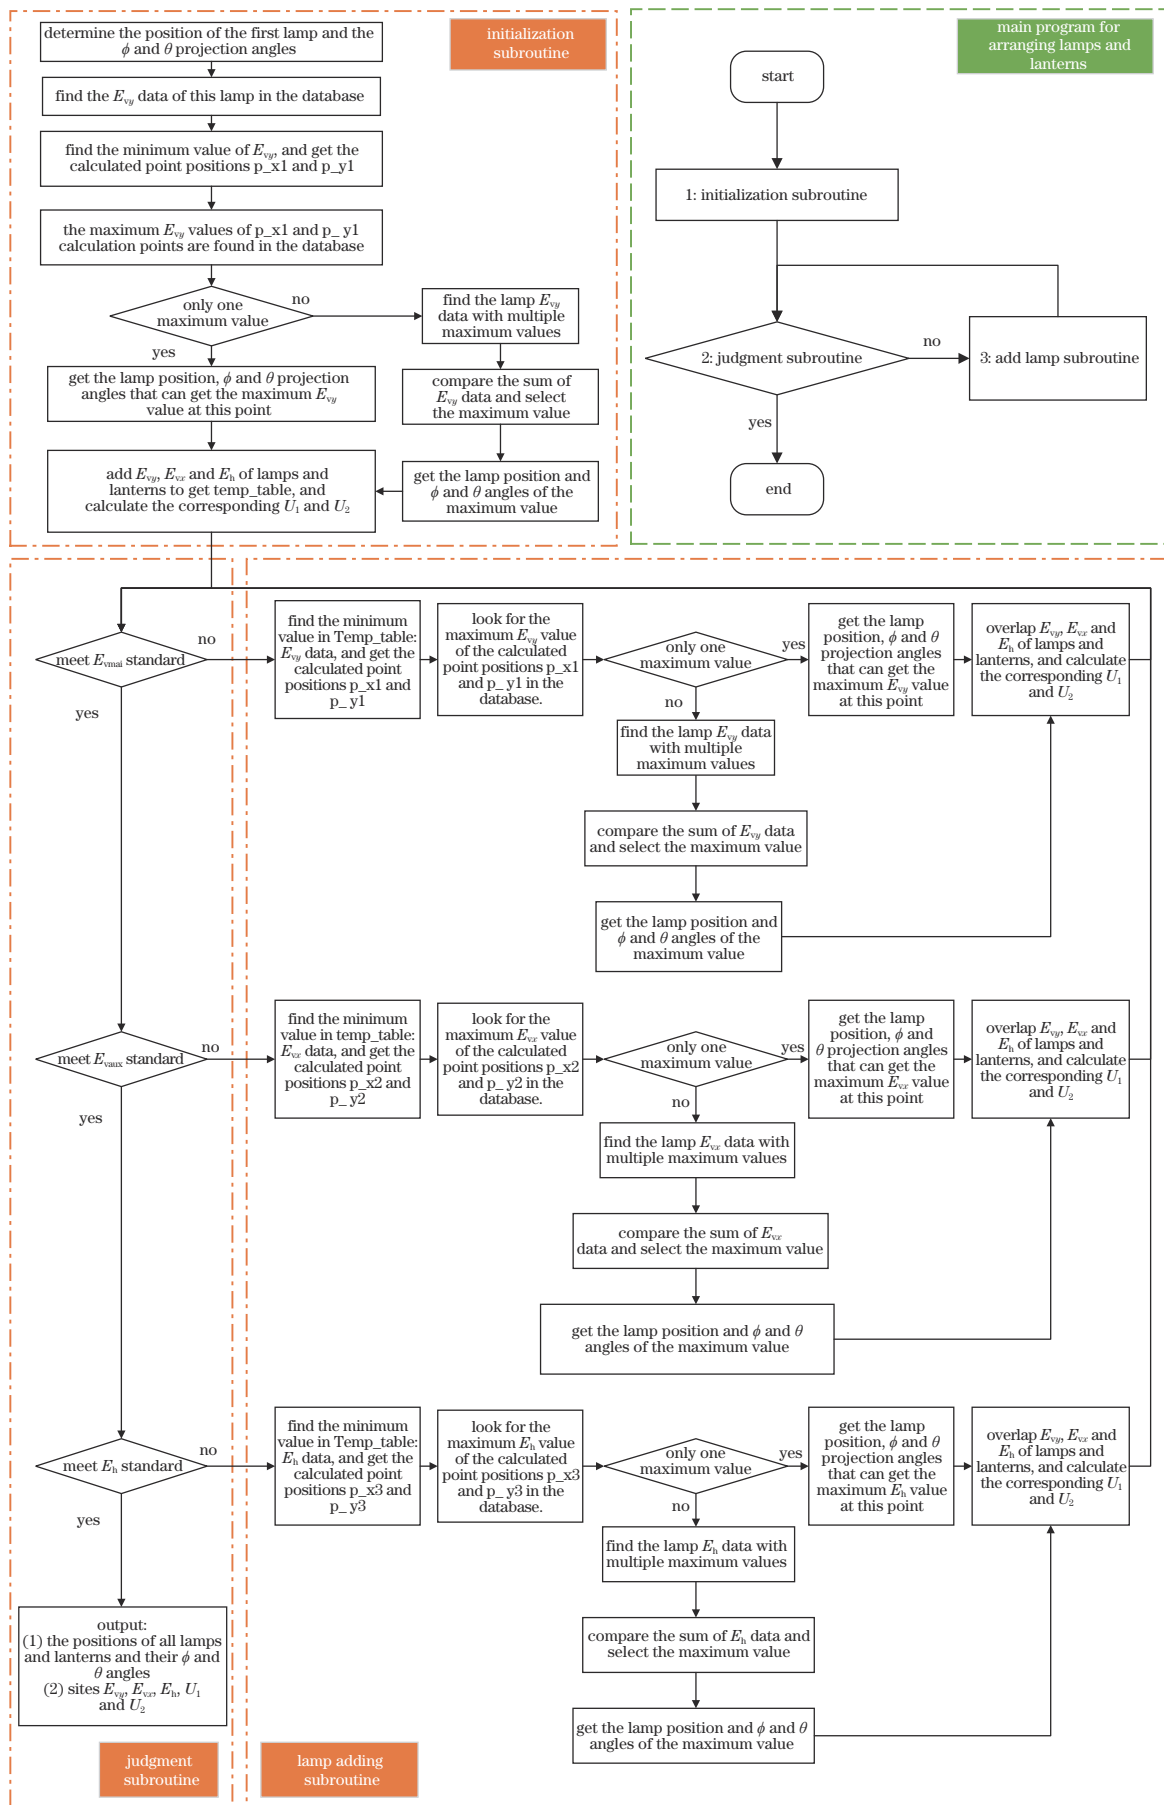 determine the position of the first lamp and the
ϕ and θ projection angles
initialization
subroutine
find the Evy data of this lamp in the database
find the minimum value of Evy, and get the
calculated point positions p_x1 and p_y1
the maximum Evy values of p_x1 and p_ y1
calculation points are found in the database
only one
maximum value
no
yes
find the lamp Evy
data with multiple
maximum values
get the lamp position, ϕ and θ projection
angles that can get the maximum Evy
value at this point
compare the sum of
Evy data and select
the maximum value
add Evy, Evx and Eh of lamps and
lanterns to get temp_table, and
calculate the corresponding U1 and U2
get the lamp position and
ϕ and θ angles of the
maximum value
main program for
arranging lamps and
lanterns
start
1: initialization subroutine
2: judgment subroutine
no
3: add lamp subroutine
yes
end
meet Evmai standard
no
yes
find the minimum
value in Temp_table:
Evy data, and get the
calculated point
positions p_x1 and
p_ y1
look for the
maximum Evy value
of the calculated
point positions p_x1
and p_ y1 in the
database.
only one
maximum value
yes
no
get the lamp
position, ϕ and θ
projection angles
that can get the
maximum Evy value
at this point
overlap Evy, Evx and
Eh of lamps and
lanterns, and calculate
the corresponding U1
and U2
find the lamp Evy data
with multiple
maximum values
compare the sum of Evy data
and select the maximum value
get the lamp position and
ϕ and θ angles of the
maximum value
meet Evaux standard
no
yes
find the minimum
value in temp_table:
Evx data, and get the
calculated point
positions p_x2 and
p_ y2
look for the
maximum Evx value
of the calculated
point positions p_x2
and p_ y2 in the
database.
only one
maximum value
yes
no
get the lamp
position, ϕ and
θ projection angles
that can get the
maximum Evx value
at this point
overlap Evy, Evx and
Eh of lamps and
lanterns, and calculate
the corresponding U1
and U2
find the lamp Evx data with
multiple maximum values
compare the sum of Evx
data and select the maximum value
get the lamp position and ϕ and θ
angles of the maximum value
meet Eh standard
no
yes
find the minimum
value in Temp_table:
Eh data, and get the
calculated point
positions p_x3 and
p_ y3
look for the
maximum Eh value
of the calculated
point positions p_x3
and p_ y3 in the
database.
only one
maximum value
yes
no
get the lamp
position, ϕ and θ
projection angles
that can get the
maximum Eh value
at this point
overlap Evy, Evx and
Eh of lamps and
lanterns, and calculate
the corresponding U1
and U2
find the lamp Eh data with
multiple maximum values
compare the sum of Eh data and
select the maximum value
get the lamp position and ϕ and θ
angles of the maximum value
output:
(1) the positions of all lamps
and lanterns and their ϕ and
θ angles
(2) sites Evy, Evx, Eh, U1
and U2
judgment
subroutine
lamp adding
subroutine